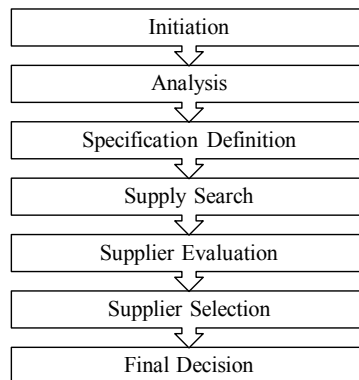 Initiation
Analysis
Specification Definition
Supply Search
Supplier Evaluation
Supplier Selection
Final Decision